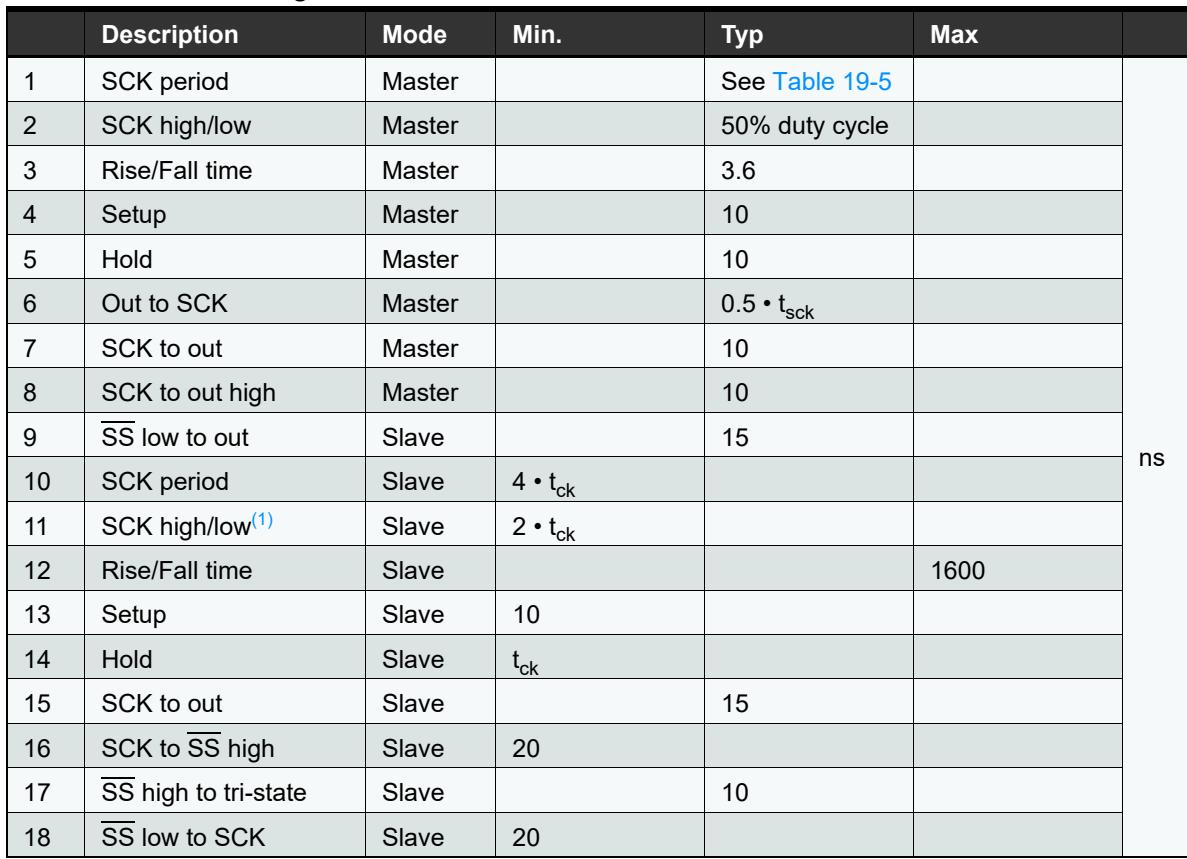 Description Mode Min. Typ Max
1 SCK period Master See Table 19-5
2 SCK high/low Master 50% duty cycle
3 Rise/Fall time Master 3.6
4 Setup Master 10
5 Hold Master 10
6 Out to SCK Master 0.5 • tsck
7 SCK to out Master 10
8 SCK to out high Master 10
9 S̅S̅ low to out Slave 15
ns
10 SCK period Slave 4 • tck
11 SCK high/low(1) Slave 2 • tck
12 Rise/Fall time Slave 1600
13 Setup Slave 10
14 Hold Slave tck
15 SCK to out Slave 15
16 SCK to S̅S̅ high Slave 20
17 S̅S̅ high to tri-state Slave 10
18 S̅S̅ low to SCK Slave 20